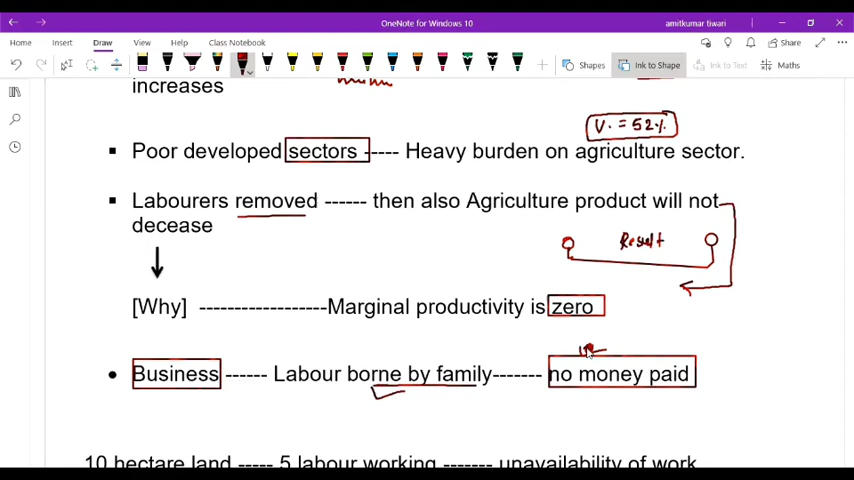 OneNote for Windows 10
amitkumar tiwari
Home Insert Draw View Help Class Notebook
Share
Shapes Ink to Shape Ink to Text Maths
increases
V. = 52%
Poor developed sectors ----- Heavy burden on agriculture sector.
Labourers removed ------ then also Agriculture product will not
decease
Result
[Why] ------------------Marginal productivity is zero
Business ------ Labour borne by family------- no money paid
10 hectare land ----- 5 labour working ------- unavailability of work